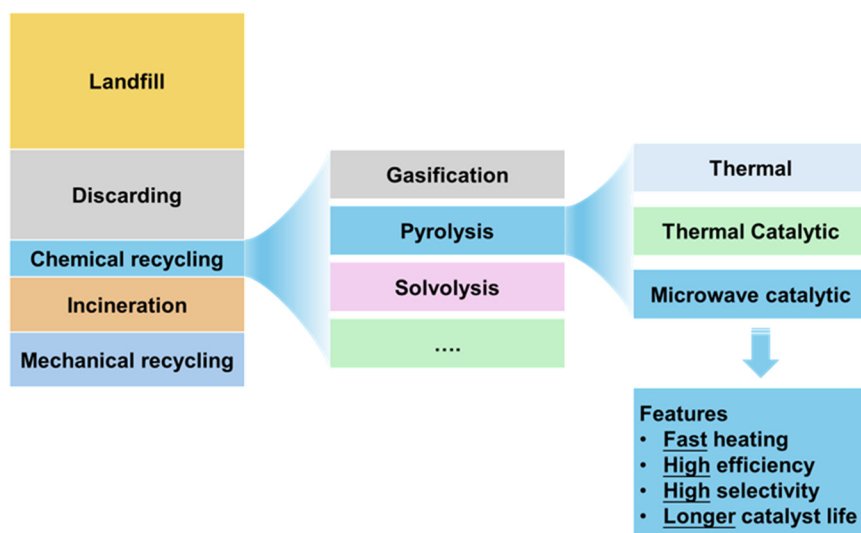 Landfill
Discarding
Chemical recycling
Incineration
Mechanical recycling
Gasification
Pyrolysis
Solvolysis
....
Thermal
Thermal Catalytic
Microwave catalytic
Features
• Fast heating
• High efficiency
• High selectivity
• Longer catalyst life